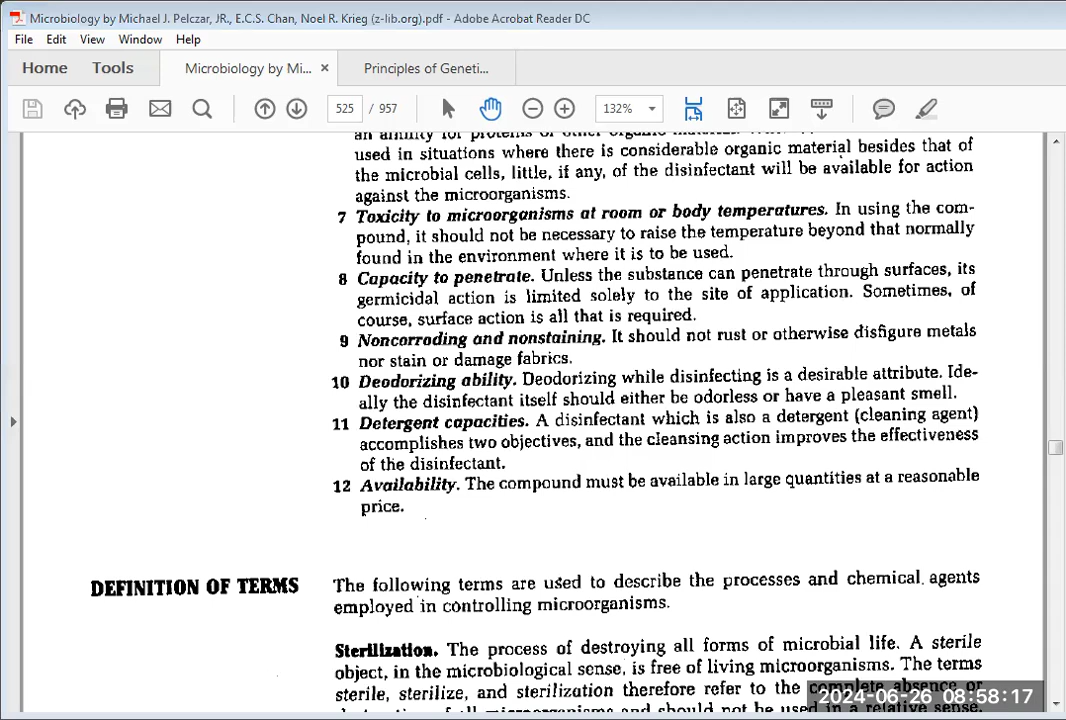 Microbiology by Michael J. Pelczar, JR., E.C.S. Chan, Noel R. Krieg (z-lib.org).pdf - Adobe Acrobat Reader DC
File Edit View Window Help
Home Tools Microbiology by Mi... × Principles of Geneti...
525 / 957 132%
an affinity for proteins or other organic
used in situations where there is considerable organic material besides that of
the microbial cells, little, if any, of the disinfectant will be available for action
against the microorganisms.
7 Toxicity to microorganisms at room or body temperatures. In using the com-
pound, it should not be necessary to raise the temperature beyond that normally
found in the environment where it is to be used.
8 Capacity to penetrate. Unless the substance can penetrate through surfaces, its
germicidal action is limited solely to the site of application. Sometimes, of
course, surface action is all that is required.
9 Noncorroding and nonstaining. It should not rust or otherwise disfigure metals
nor stain or damage fabrics.
10 Deodorizing ability. Deodorizing while disinfecting is a desirable attribute. Ide-
ally the disinfectant itself should either be odorless or have a pleasant smell.
11 Detergent capacities. A disinfectant which is also a detergent (cleaning agent)
accomplishes two objectives, and the cleansing action improves the effectiveness
of the disinfectant.
12 Availability. The compound must be available in large quantities at a reasonable
price.
DEFINITION OF TERMS
The following terms are used to describe the processes and chemical agents
employed in controlling microorganisms.
Sterilization. The process of destroying all forms of microbial life. A sterile
object, in the microbiological sense, is free of living microorganisms. The terms
sterile, sterilize, and sterilization therefore refer to the complete absence or
of all microorganisms and should not be used in a relative sense.
2024-06-26 08:58:17